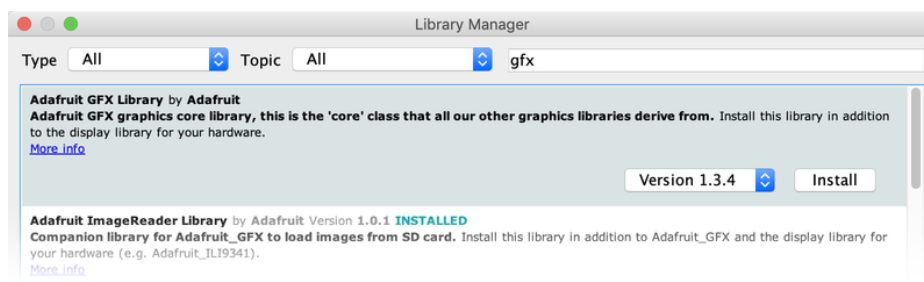 Library Manager
Type All Topic All gfx
Adafruit GFX Library by Adafruit
Adafruit GFX graphics core library, this is the 'core' class that all our other graphics libraries derive from. Install this library in addition
to the display library for your hardware.
More info
Version 1.3.4 Install
Adafruit ImageReader Library by Adafruit Version 1.0.1 INSTALLED
Companion library for Adafruit_GFX to load images from SD card. Install this library in addition to Adafruit_GFX and the display library for
your hardware (e.g. Adafruit_ILI9341).
More info